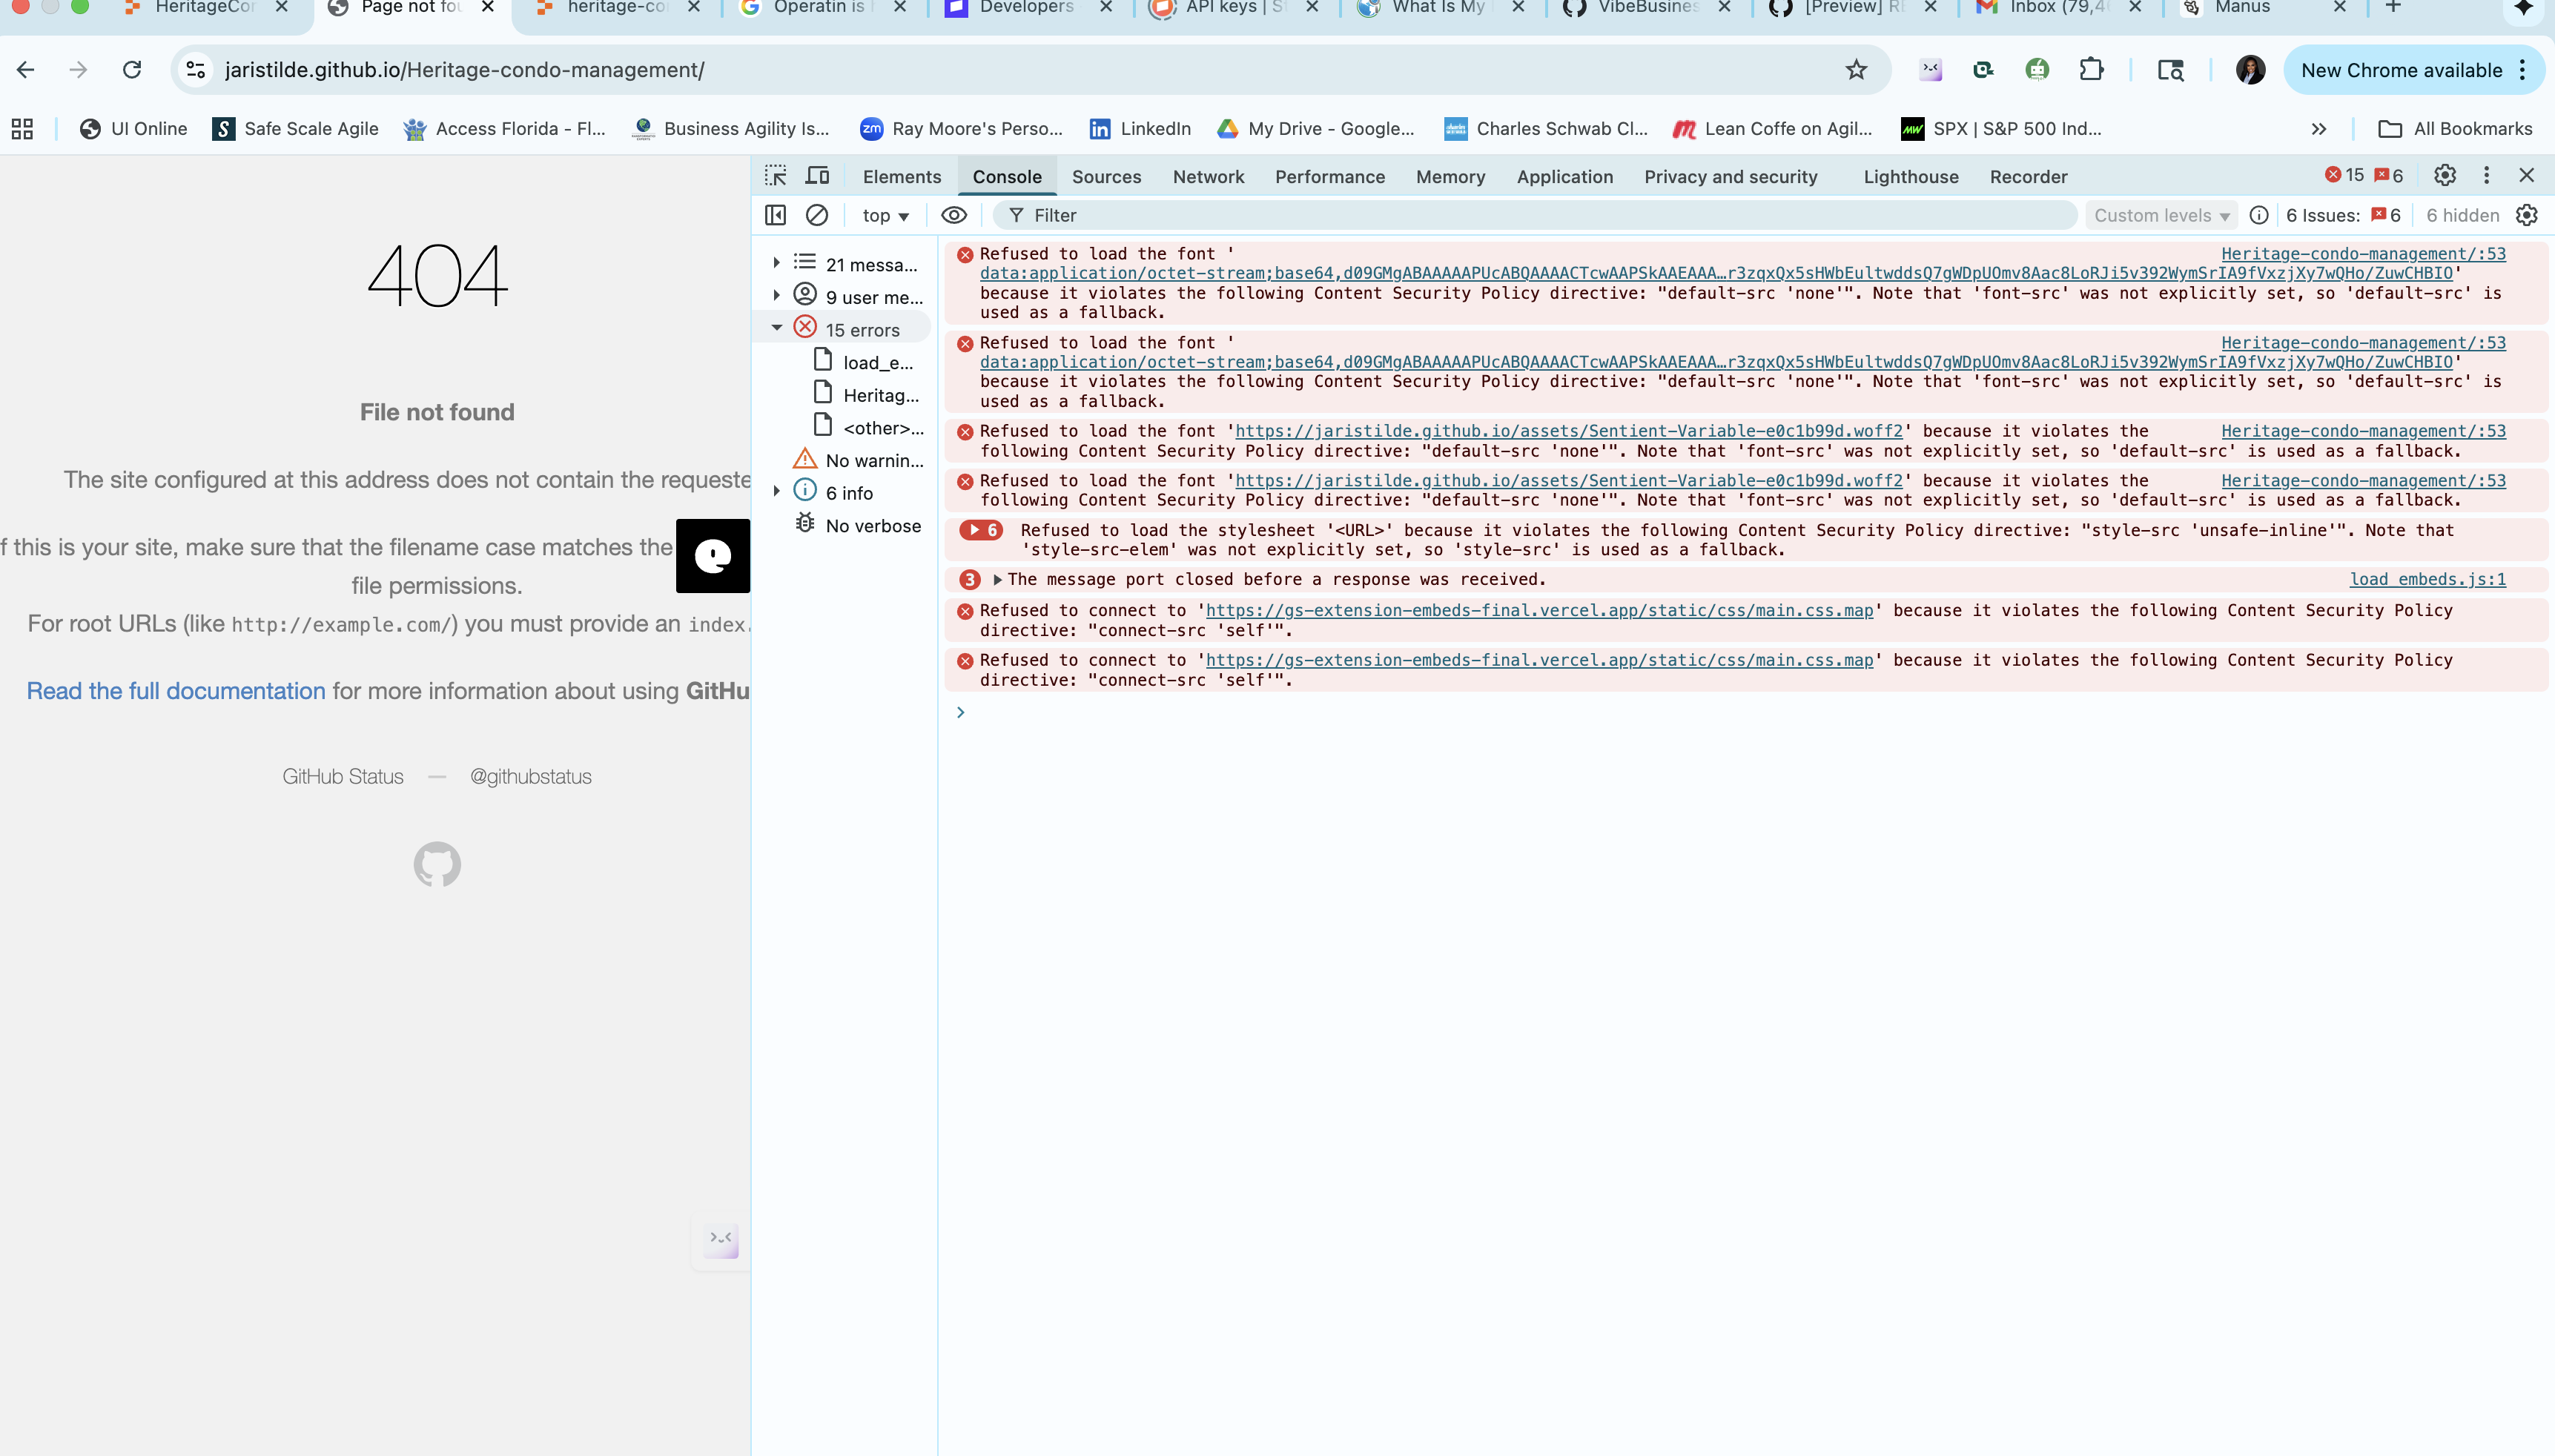 HeritageCo
Page not fo
heritage-co
Operatin is
Developers
API keys | S
What Is My
VibeBusines
[Preview] R
Inbox (79,4
Manus
jaristilde.github.io/Heritage-condo-management/
New Chrome available
UI Online
Safe Scale Agile
Access Florida - Fl...
Business Agility Is...
Ray Moore's Perso...
LinkedIn
My Drive - Google...
Charles Schwab Cl...
Lean Coffe on Agil...
SPX | S&P 500 Ind...
All Bookmarks
404
File not found
The site configured at this address does not contain the requeste
f this is your site, make sure that the filename case matches the
file permissions.
For root URLs (like http://example.com/) you must provide an index.
Read the full documentation for more information about using GitHu
GitHub Status — @githubstatus
Elements
Console
Sources
Network
Performance
Memory
Application
Privacy and security
Lighthouse
Recorder
15
6
top
Filter
Custom levels
6 Issues: 6
6 hidden
21 messa...
9 user me...
15 errors
load_e...
Heritag...
<other>...
No warnin...
6 info
No verbose
Refused to load the font ' Heritage-condo-management/:53
data:application/octet-stream;base64,d09GMgABAAAAAPUcABQAAAACTcwAAPSkAAEAAA…r3zqxQx5sHWbEultwddsQ7gWDpUOmv8Aac8LoRJi5v392WymSrIA9fVxzjXy7wQHo/ZuwCHBIO'
because it violates the following Content Security Policy directive: "default-src 'none'". Note that 'font-src' was not explicitly set, so 'default-src' is
used as a fallback.
Refused to load the font ' Heritage-condo-management/:53
data:application/octet-stream;base64,d09GMgABAAAAAPUcABQAAAACTcwAAPSkAAEAAA…r3zqxQx5sHWbEultwddsQ7gWDpUOmv8Aac8LoRJi5v392WymSrIA9fVxzjXy7wQHo/ZuwCHBIO'
because it violates the following Content Security Policy directive: "default-src 'none'". Note that 'font-src' was not explicitly set, so 'default-src' is
used as a fallback.
Refused to load the font 'https://jaristilde.github.io/assets/Sentient-Variable-e0c1b99d.woff2' because it violates the Heritage-condo-management/:53
following Content Security Policy directive: "default-src 'none'". Note that 'font-src' was not explicitly set, so 'default-src' is used as a fallback.
Refused to load the font 'https://jaristilde.github.io/assets/Sentient-Variable-e0c1b99d.woff2' because it violates the Heritage-condo-management/:53
following Content Security Policy directive: "default-src 'none'". Note that 'font-src' was not explicitly set, so 'default-src' is used as a fallback.
6 Refused to load the stylesheet '<URL>' because it violates the following Content Security Policy directive: "style-src 'unsafe-inline'". Note that
'style-src-elem' was not explicitly set, so 'style-src' is used as a fallback.
3 The message port closed before a response was received. load_embeds.js:1
Refused to connect to 'https://gs-extension-embeds-final.vercel.app/static/css/main.css.map' because it violates the following Content Security Policy
directive: "connect-src 'self'".
Refused to connect to 'https://gs-extension-embeds-final.vercel.app/static/css/main.css.map' because it violates the following Content Security Policy
directive: "connect-src 'self'".